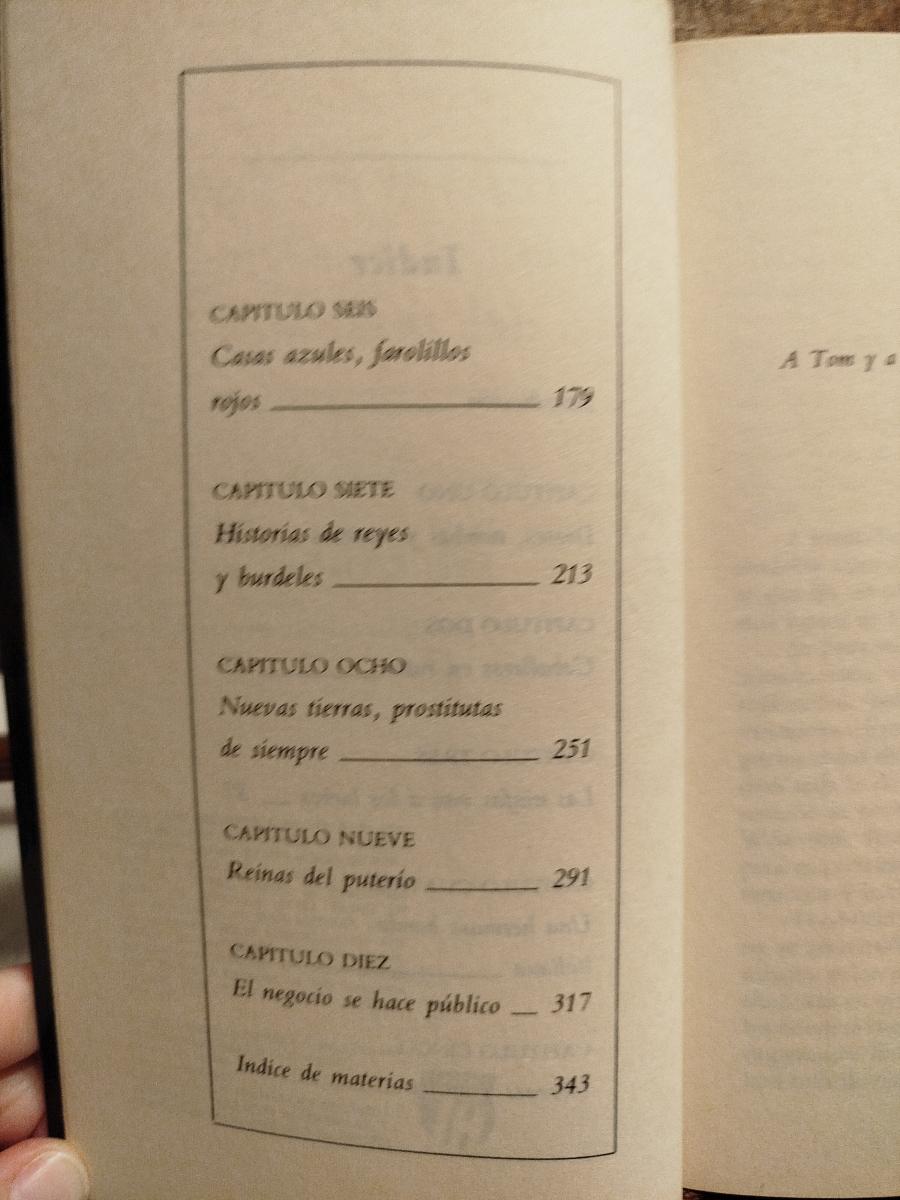 CAPITULO SEIS
Casas azules, farolillos
rojos 179
CAPITULO SIETE
Historias de reyes
y burdeles 213
CAPITULO OCHO
Nuevas tierras, prostitutas
de siempre 251
CAPITULO NUEVE
Reinas del puterío 291
CAPITULO DIEZ
El negocio se hace público 317
Indice de materias 343
A Tom y a